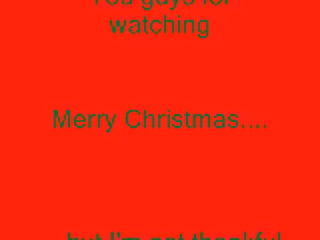 You guys for
watching
Merry Christmas....
but I'm not thankful